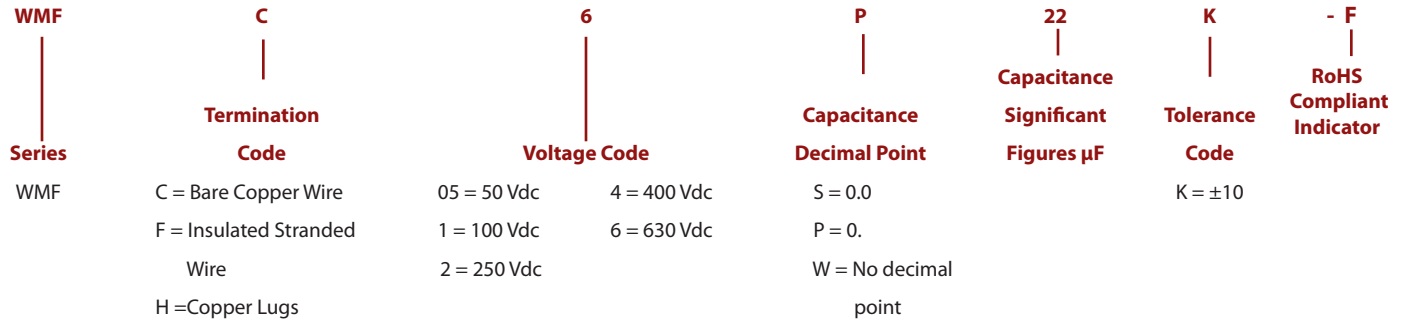 WMF C 6 P 22 K - F
Capacitance RoHS
Termination Capacitance Significant Tolerance Compliant
Series Code Voltage Code Decimal Point Figures µF Code Indicator
WMF C = Bare Copper Wire 05 = 50 Vdc 4 = 400 Vdc S = 0.0 K = ±10
F = Insulated Stranded 1 = 100 Vdc 6 = 630 Vdc P = 0.
Wire 2 = 250 Vdc W = No decimal
H =Copper Lugs point